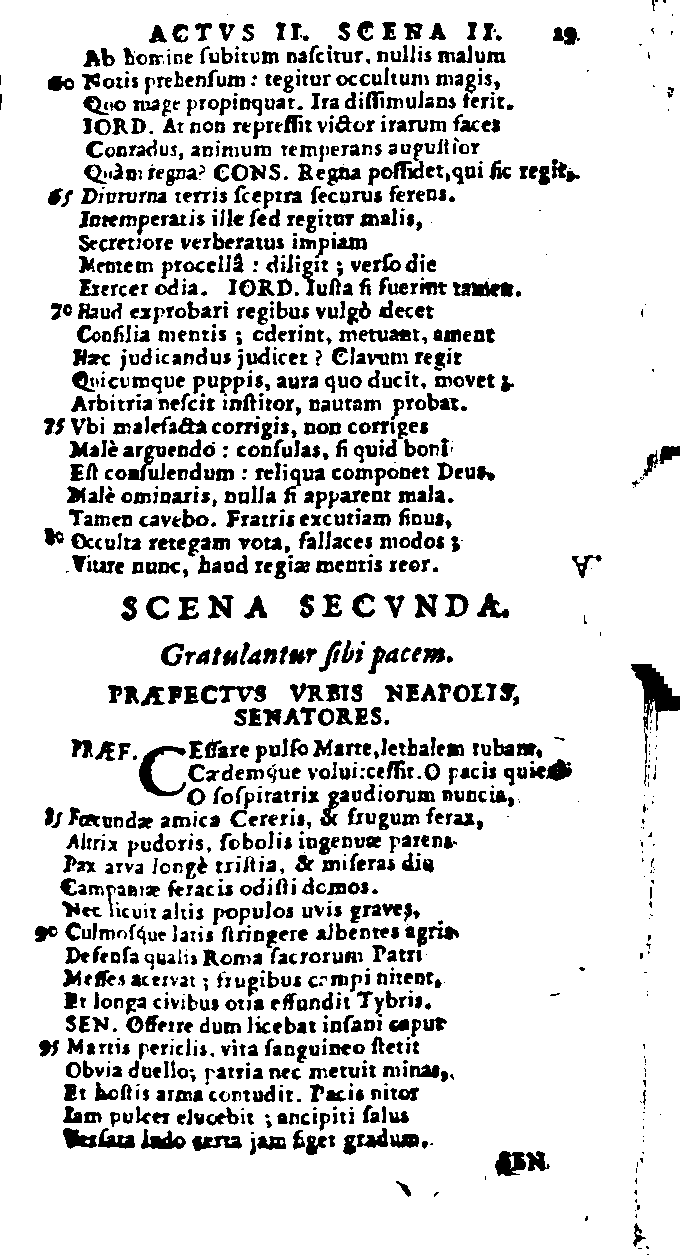 ACTVS II. SCENA II. 29
Ab homine ſubitum naſcitur, nullis malum
60 Notis prehenſum : tegitur occultum magis,
Quo mage propinquat. Ira diſſimulans ferit.
IORD. At non repreſſit victor irarum faces
Conradus, animum temperans auguſtior
Quàm regna? CONS. Regna poſſidet, qui ſic regit,
65 Diuturna terris ſceptra ſecurus ferens.
Intemperatis ille ſed regitur malis,
Secretiore verberatus impiam
Mentem procellâ : diligit ; verſo die
Exercet odia. IORD. Iuſta ſi fuerint tamen.
70 Haud exprobari regibus vulgò decet
Conſilia mentis ; oderint, metuant, ament
Hæc judicandus judicet ? Clavum regit
Quicumque puppis, aura quo ducit, movet ;
Arbitria neſcit inſtitor, nautam probat.
75 Vbi malefacta corrigis, non corriges
Malè arguendo : conſulas, ſi quid boni
Eſt conſulendum : reliqua componet Deus.
Malè ominaris, nulla ſi apparent mala.
Tamen cavebo. Fratris excutiam ſinus,
80 Occulta retegam vota, fallaces modos ;
Vitare nunc, haud regiæ mentis reor.
SCENA SECVNDA.
Gratulantur ſibi pacem.
PRÆFECTVS VRBIS NEAPOLIS,
SENATORES.
PRÆF. CEſſare pulſo Marte, lethalem tubam,
Cædemq́ue volui: ceſſit. O pacis quies
O ſoſpiratrix gaudiorum nuncia,
85 Fœcundæ amica Cereris, & frugum ferax,
Altrix pudoris, ſobolis ingenuæ parens
Pax arva longè triſtia, & miſeras diu
Campaniæ feracis odiſti domos.
Nec licuit altis populos uvis graves,
90 Culmoſq́ue latis ſtringere albentes agris
Defenſa qualis Roma ſacrorum Patri
Meſſes acervat ; frugibus campi nitent,
Et longa civibus otia effundit Tybris.
SEN. Offerre dum licebat inſani caput
95 Martis periclis, vita ſanguineo ſtetit
Obvia duello; patria nec metuit minas,
Et hoſtis arma contudit. Pacis nitor
Iam pulcer elucebit ; ancipiti ſalus
Verſata ludo certa jam figet gradum.
SEN.